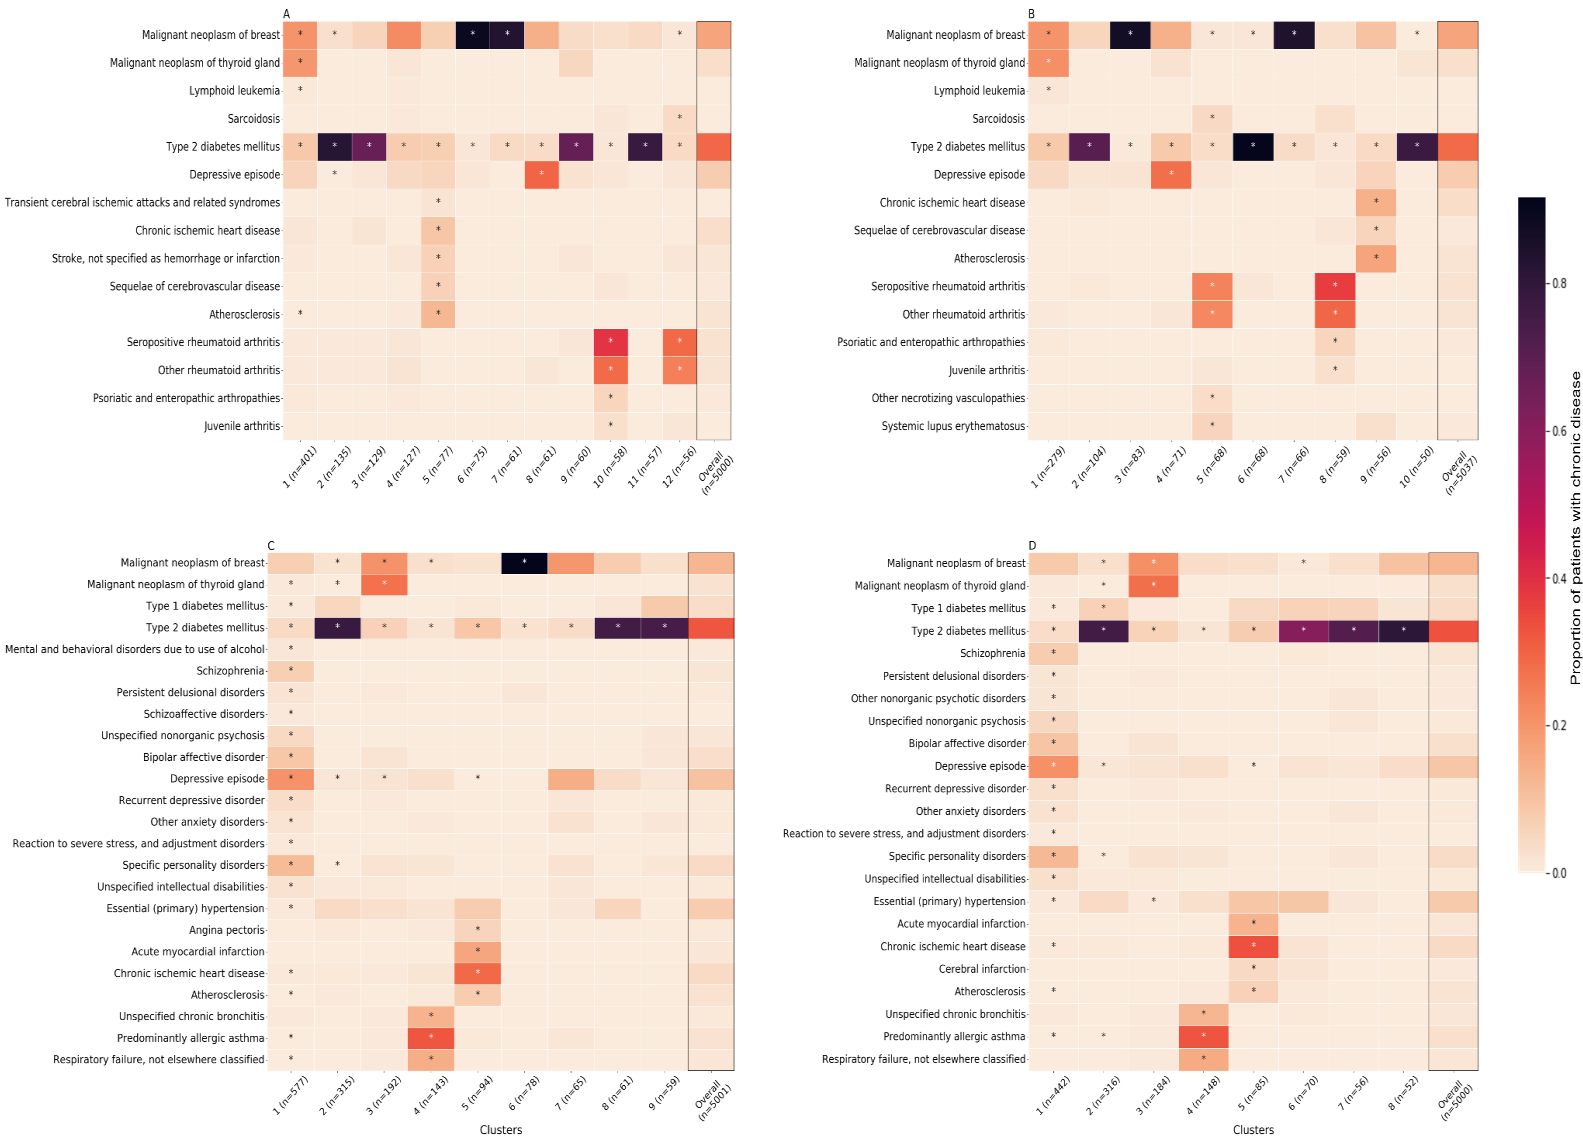 A
Malignant neoplasm of breast
Malignant neoplasm of thyroid gland
Lymphoid leukemia
Sarcoidosis
Type 2 diabetes mellitus
Depressive episode
Transient cerebral ischemic attacks and related syndromes
Chronic ischemic heart disease
Stroke, not specified as hemorrhage or infarction
Sequelae of cerebrovascular disease
Atherosclerosis
Seropositive rheumatoid arthritis
Other rheumatoid arthritis
Psoriatic and enteropathic arthropathies
Juvenile arthritis
1 (n=401)
2 (n=135)
3 (n=129)
4 (n=127)
5 (n=77)
6 (n=75)
7 (n=61)
8 (n=61)
9 (n=60)
10 (n=58)
11 (n=57)
12 (n=56)
Overall
(n=5000)
B
Malignant neoplasm of breast
Malignant neoplasm of thyroid gland
Lymphoid leukemia
Sarcoidosis
Type 2 diabetes mellitus
Depressive episode
Chronic ischemic heart disease
Sequelae of cerebrovascular disease
Atherosclerosis
Seropositive rheumatoid arthritis
Other rheumatoid arthritis
Psoriatic and enteropathic arthropathies
Juvenile arthritis
Other necrotizing vasculopathies
Systemic lupus erythematosus
1 (n=279)
2 (n=104)
3 (n=83)
4 (n=71)
5 (n=68)
6 (n=68)
7 (n=66)
8 (n=59)
9 (n=56)
10 (n=50)
Overall
(n=5037)
C
Malignant neoplasm of breast
Malignant neoplasm of thyroid gland
Type 1 diabetes mellitus
Type 2 diabetes mellitus
Mental and behavioral disorders due to use of alcohol
Schizophrenia
Persistent delusional disorders
Schizoaffective disorders
Unspecified nonorganic psychosis
Bipolar affective disorder
Depressive episode
Recurrent depressive disorder
Other anxiety disorders
Reaction to severe stress, and adjustment disorders
Specific personality disorders
Unspecified intellectual disabilities
Essential (primary) hypertension
Angina pectoris
Acute myocardial infarction
Chronic ischemic heart disease
Atherosclerosis
Unspecified chronic bronchitis
Predominantly allergic asthma
Respiratory failure, not elsewhere classified
1 (n=577)
2 (n=315)
3 (n=192)
4 (n=143)
5 (n=94)
6 (n=78)
7 (n=65)
8 (n=61)
9 (n=59)
Overall
(n=5001)
Clusters
D
Malignant neoplasm of breast
Malignant neoplasm of thyroid gland
Type 1 diabetes mellitus
Type 2 diabetes mellitus
Schizophrenia
Persistent delusional disorders
Other nonorganic psychotic disorders
Unspecified nonorganic psychosis
Bipolar affective disorder
Depressive episode
Recurrent depressive disorder
Other anxiety disorders
Reaction to severe stress, and adjustment disorders
Specific personality disorders
Unspecified intellectual disabilities
Essential (primary) hypertension
Acute myocardial infarction
Chronic ischemic heart disease
Cerebral infarction
Atherosclerosis
Unspecified chronic bronchitis
Predominantly allergic asthma
Respiratory failure, not elsewhere classified
1 (n=442)
2 (n=316)
3 (n=184)
4 (n=148)
5 (n=85)
6 (n=70)
7 (n=56)
8 (n=52)
Overall
(n=5000)
Clusters
0.8
0.6
0.4
0.2
0.0
Proportion of patients with chronic disease